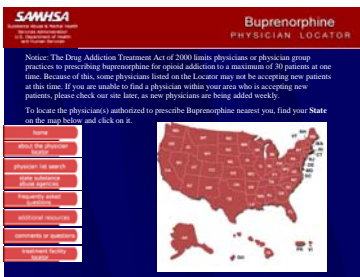 SAMHSA
Substance Abuse & Mental Health
Services Administration
U.S. Department of Health
and Human Services
Buprenorphine
PHYSICIAN LOCATOR
Notice: The Drug Addiction Treatment Act of 2000 limits physicians or physician group
practices to prescribing buprenorphine for opioid addiction to a maximum of 30 patients at one
time. Because of this, some physicians listed on the Locator may not be accepting new patients
at this time. If you are unable to find a physician within your area who is accepting new
patients, please check our site later, as new physicians are being added weekly.
To locate the physician(s) authorized to prescribe Buprenorphine nearest you, find your State
on the map below and click on it.
home
about the physician
locator
physician list search
state substance
abuse agencies
frequently asked
questions
additional resources
comments or questions
treatment facility
locator